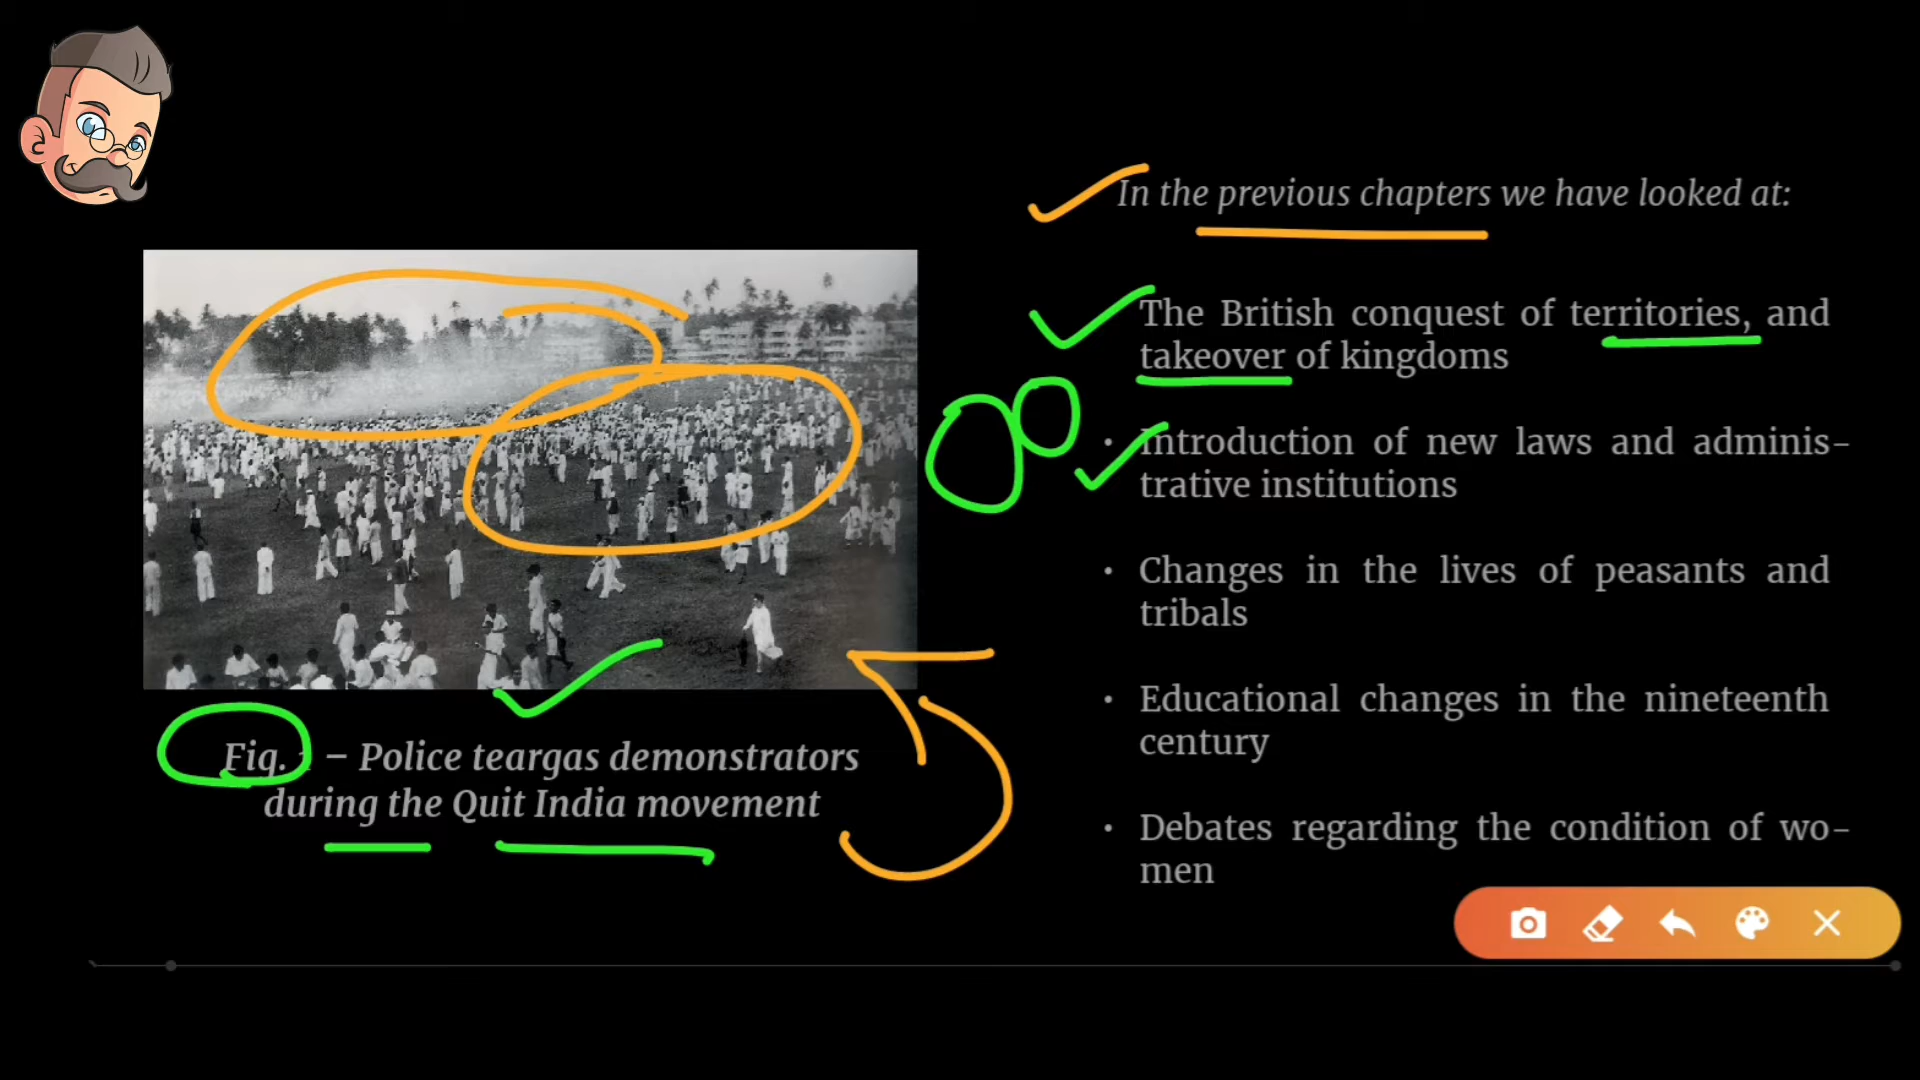 In the previous chapters we have looked at:
The British conquest of territories, and
takeover of kingdoms
• Introduction of new laws and adminis-
trative institutions
• Changes in the lives of peasants and
tribals
• Educational changes in the nineteenth
century
• Debates regarding the condition of wo-
men
Fig. 1 – Police teargas demonstrators
during the Quit India movement